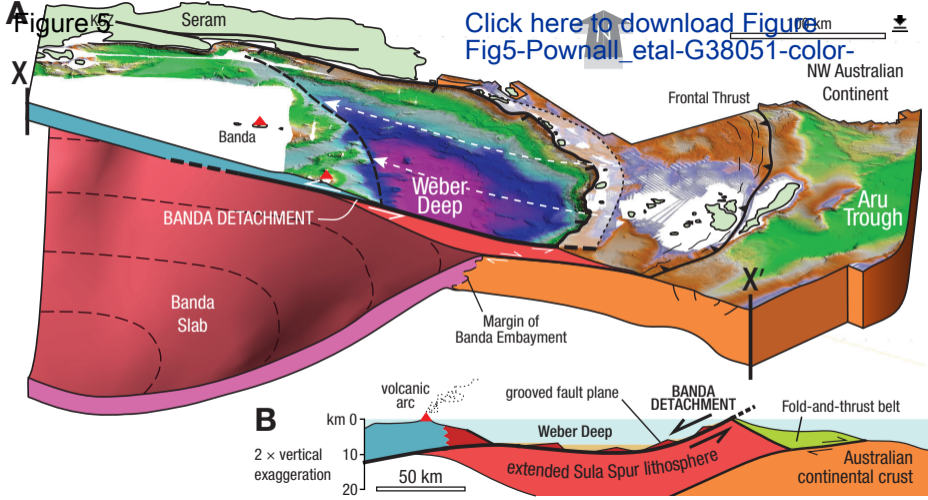 A
Figure 5
KSZ
Seram
Click here to download Figure
Fig5-Pownall_etal-G38051-color-
N
100 km
X
NW Australian
Continent
Frontal Thrust
Banda
Weber
Deep
Aru
Trough
BANDA DETACHMENT
X'
Banda
Slab
Margin of
Banda Embayment
volcanic
arc
B
grooved fault plane
BANDA
DETACHMENT
Fold-and-thrust belt
km 0
Weber Deep
2 × vertical
exaggeration
10
extended Sula Spur lithosphere
Australian
continental crust
50 km
20